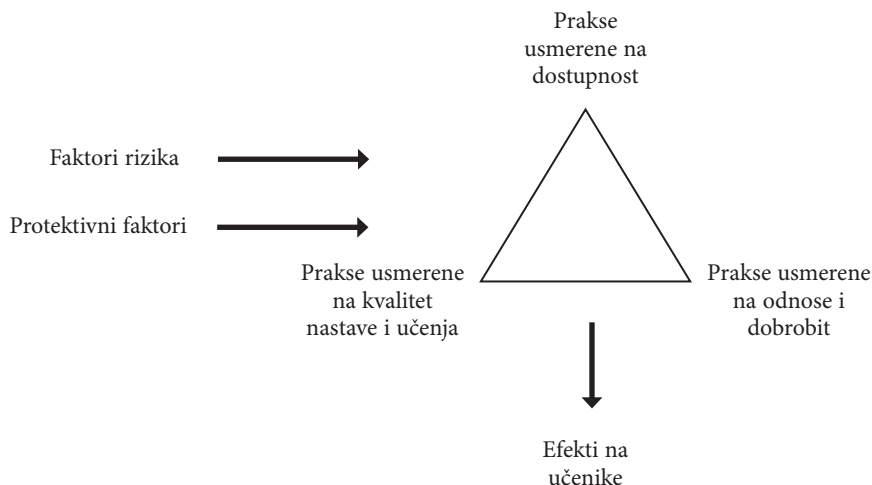 Prakse
usmerene na
dostupnost
Faktori rizika
Protektivni faktori
Prakse usmerene
na kvalitet
nastave i učenja
Prakse usmerene
na odnose i
dobrobit
Efekti na
učenike